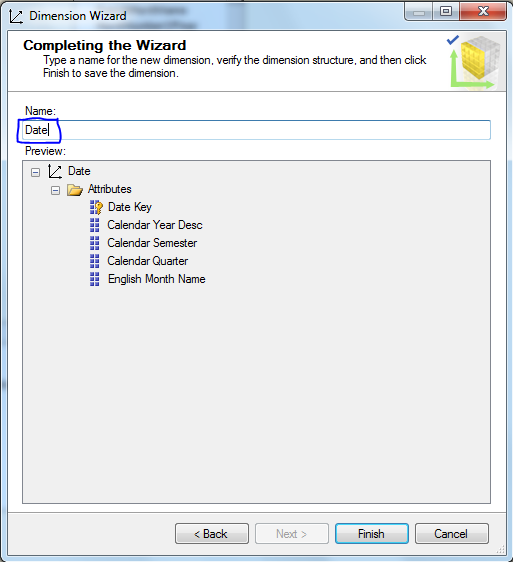 Dimension Wizard
Completing the Wizard
Type a name for the new dimension, verify the dimension structure, and then click
Finish to save the dimension.
Name:
Date
Preview:
Date
Attributes
Date Key
Calendar Year Desc
Calendar Semester
Calendar Quarter
English Month Name
< Back
Next >
Finish
Cancel